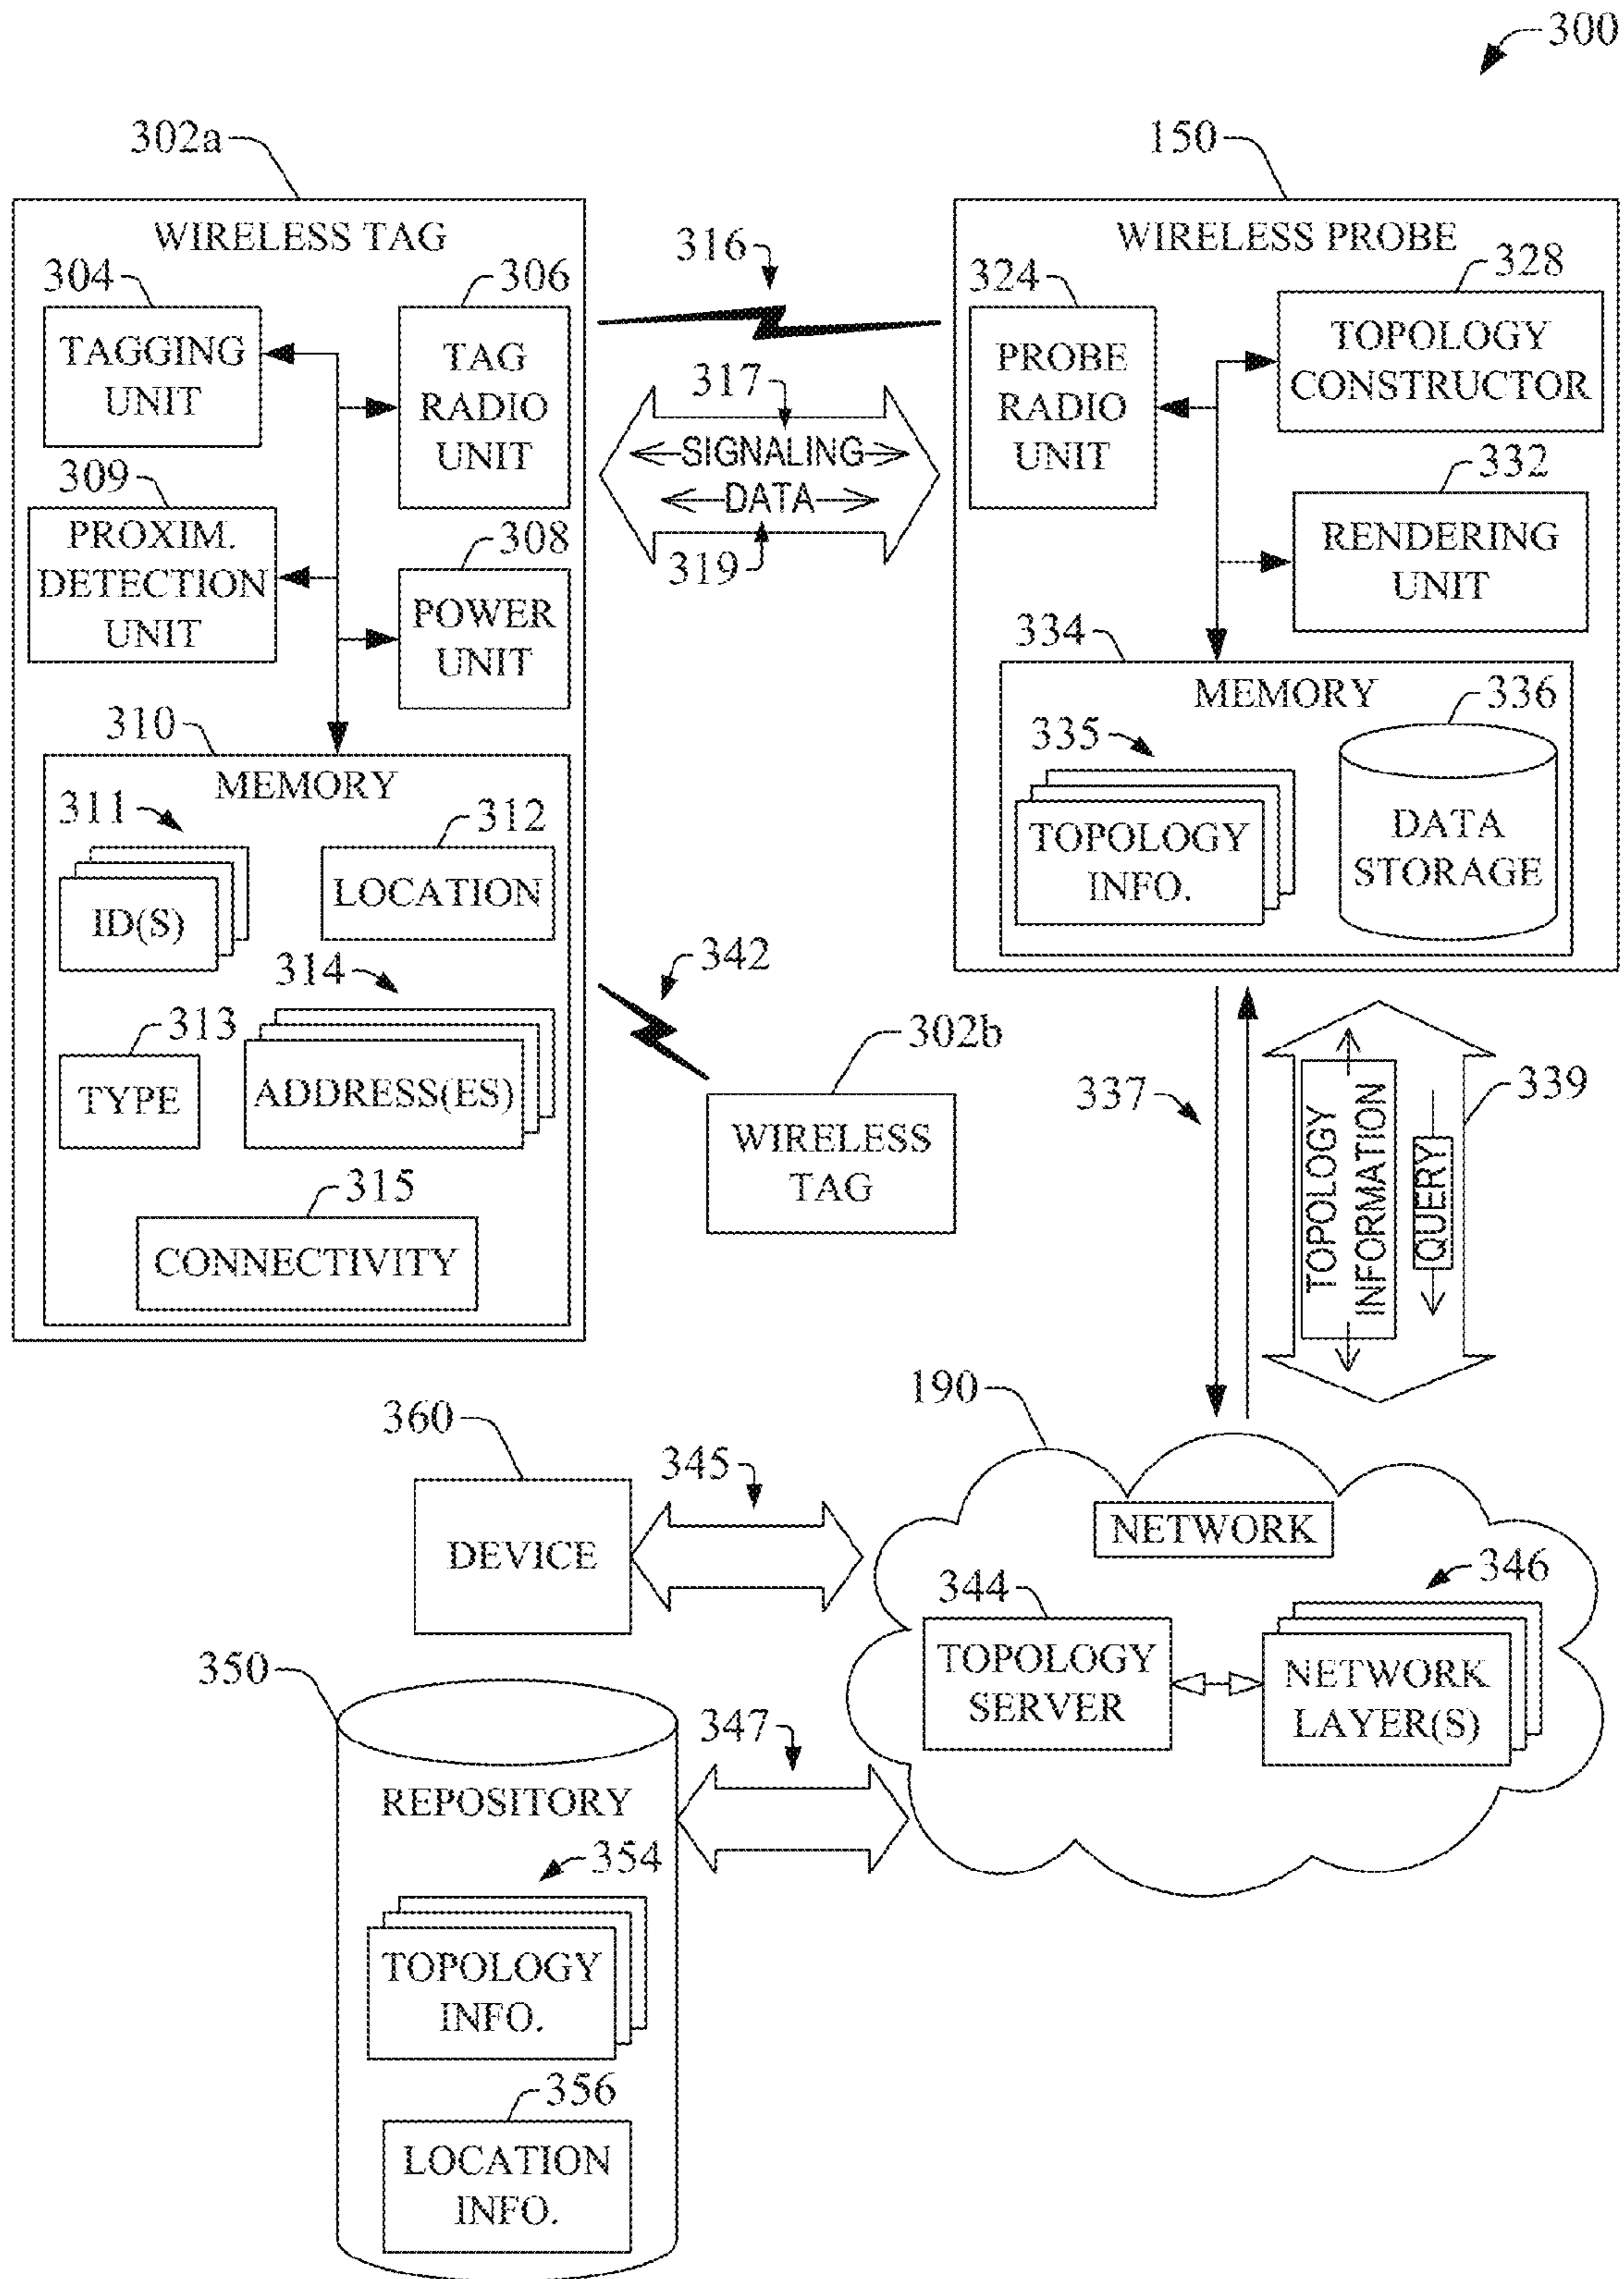 300
302a
150
WIRELESS TAG
304
306
TAGGING
UNIT
TAG
RADIO
UNIT
309
PROXIM.
DETECTION
UNIT
308
POWER
UNIT
310
MEMORY
311
ID(S)
312
LOCATION
313
TYPE
314
ADDRESS(ES)
315
CONNECTIVITY
316
317
SIGNALING
DATA
319
WIRELESS PROBE
324
PROBE
RADIO
UNIT
328
TOPOLOGY
CONSTRUCTOR
332
RENDERING
UNIT
334
MEMORY
335
TOPOLOGY
INFO.
336
DATA
STORAGE
342
302b
WIRELESS
TAG
337
TOPOLOGY
INFORMATION
QUERY
339
190
NETWORK
360
DEVICE
345
344
TOPOLOGY
SERVER
346
NETWORK
LAYER(S)
350
REPOSITORY
347
354
TOPOLOGY
INFO.
356
LOCATION
INFO.